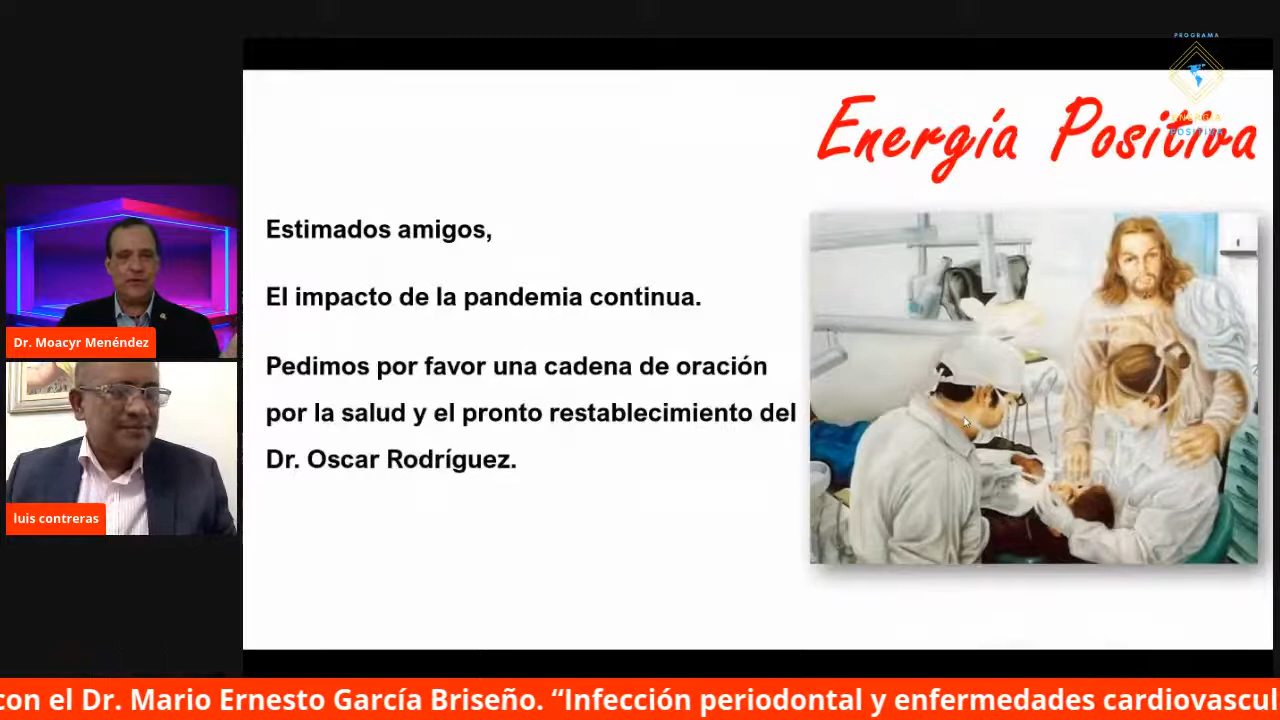 PROGRAMA
ENERGÍA
POSITIVA
Energía Positiva
Estimados amigos,
El impacto de la pandemia continua.
Pedimos por favor una cadena de oración
por la salud y el pronto restablecimiento del
Dr. Oscar Rodríguez.
Dr. Moacyr Menéndez
luis contreras
con el Dr. Mario Ernesto García Briseño. “Infección periodontal y enfermedades cardiovascul